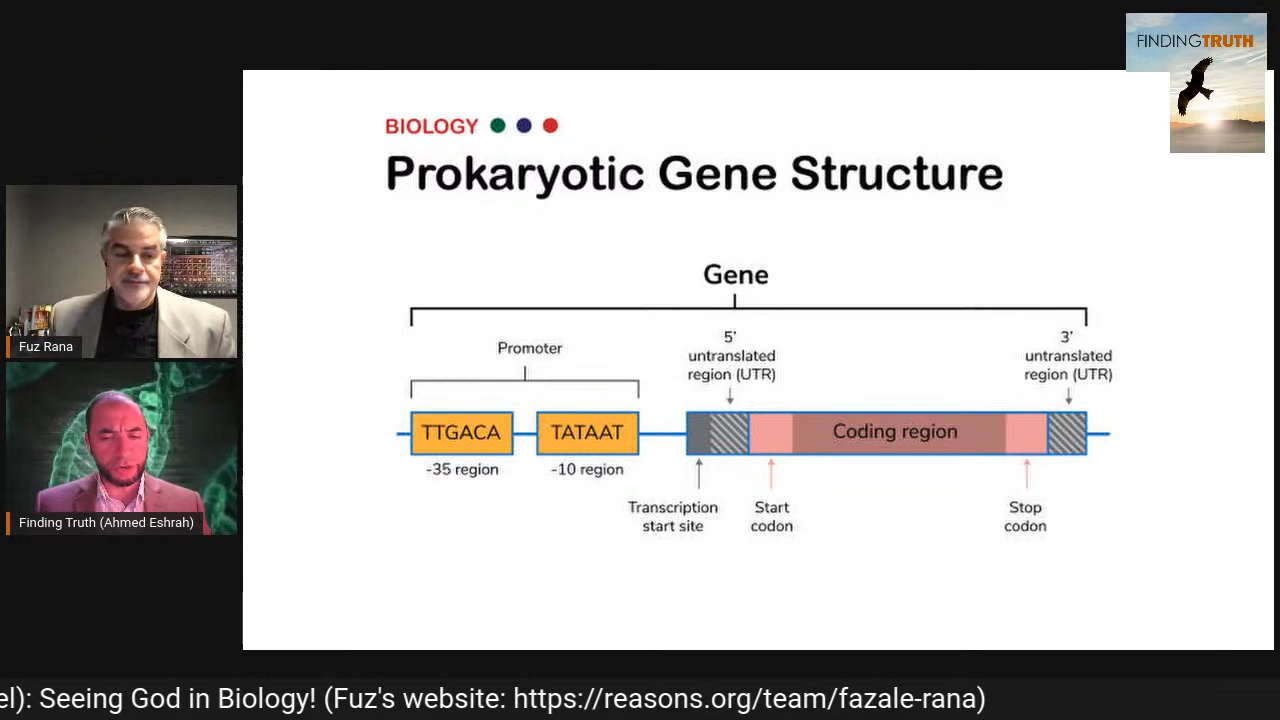 FINDINGTRUTH
BIOLOGY
Prokaryotic Gene Structure
Gene
Promoter
5’
untranslated
region (UTR)
3’
untranslated
region (UTR)
TTGACA
TATAAT
Coding region
-35 region
-10 region
Transcription
start site
Start
codon
Stop
codon
Fuz Rana
Finding Truth (Ahmed Eshrah)
el): Seeing God in Biology! (Fuz's website: https://reasons.org/team/fazale-rana)